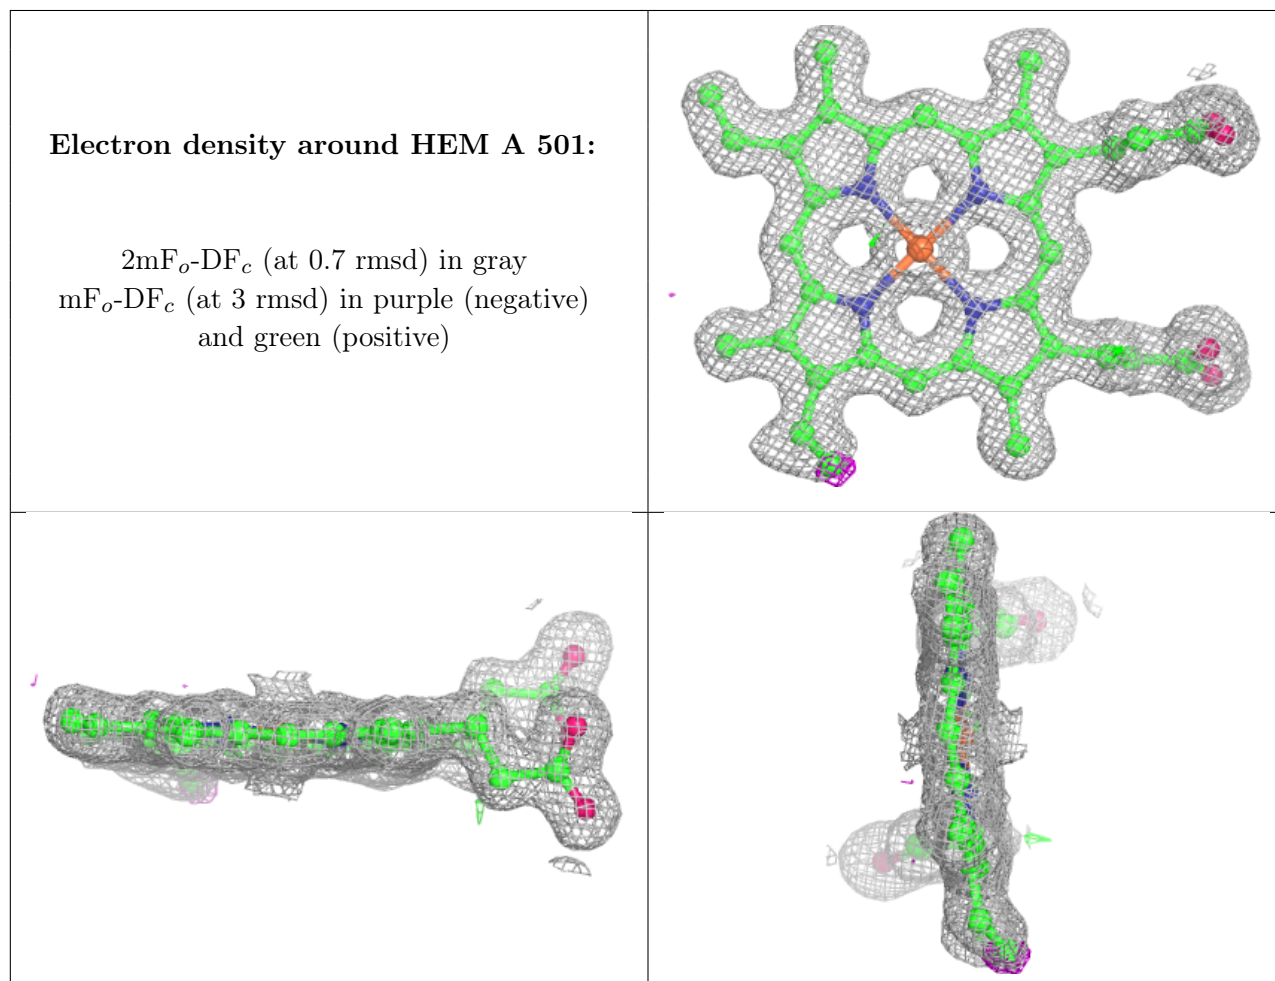 Electron density around HEM A 501:
2mFo-DFc (at 0.7 rmsd) in gray
mFo-DFc (at 3 rmsd) in purple (negative)
and green (positive)